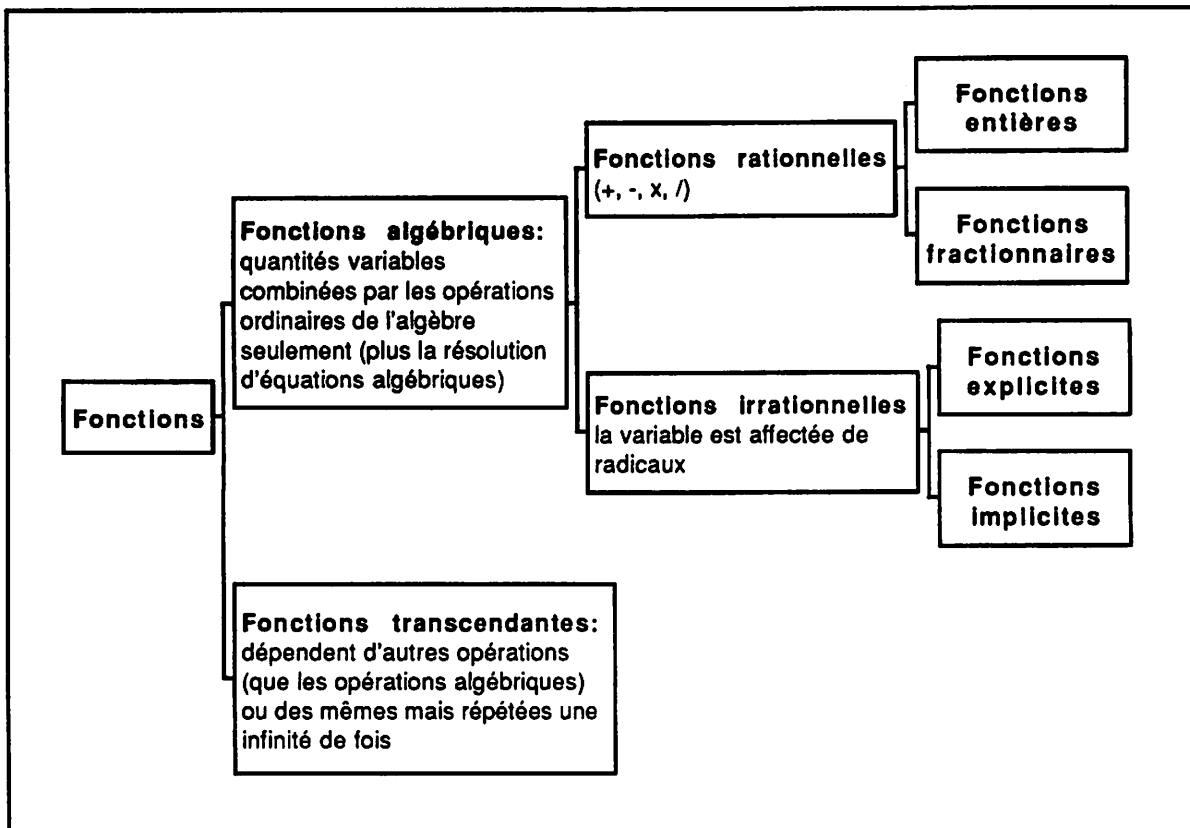 Fonctions
Fonctions algébriques:
quantités variables
combinées par les opérations
ordinaires de l'algèbre
seulement (plus la résolution
d'équations algébriques)
Fonctions transcendantes:
dépendent d'autres opérations
(que les opérations algébriques)
ou des mêmes mais répétées une
infinité de fois
Fonctions rationnelles
(+, -, x, /)
Fonctions irrationnelles
la variable est affectée de
radicaux
Fonctions
entières
Fonctions
fractionnaires
Fonctions
explicites
Fonctions
implicites